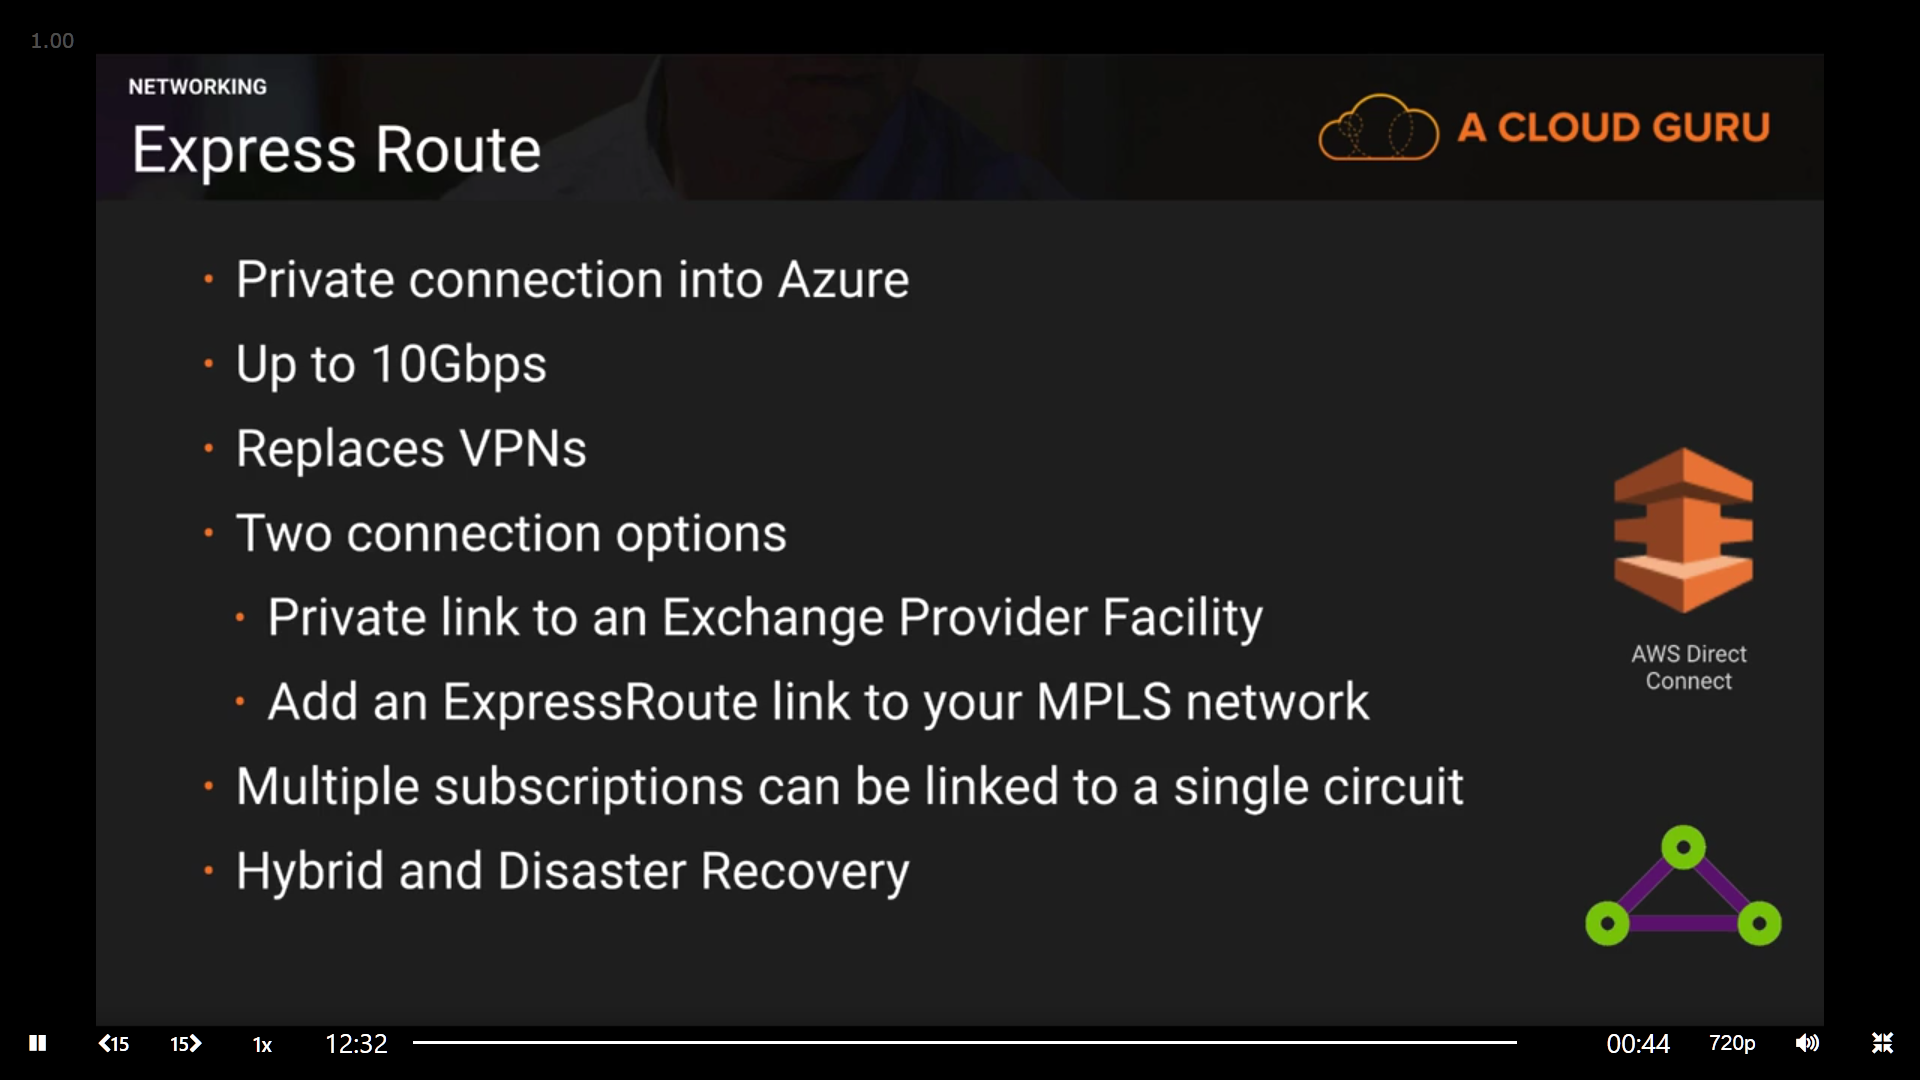 1.00
NETWORKING
Express Route
A CLOUD GURU
• Private connection into Azure
• Up to 10Gbps
• Replaces VPNs
• Two connection options
• Private link to an Exchange Provider Facility
• Add an ExpressRoute link to your MPLS network
• Multiple subscriptions can be linked to a single circuit
• Hybrid and Disaster Recovery
AWS Direct
Connect
15 15 1x 12:32 00:44 720p